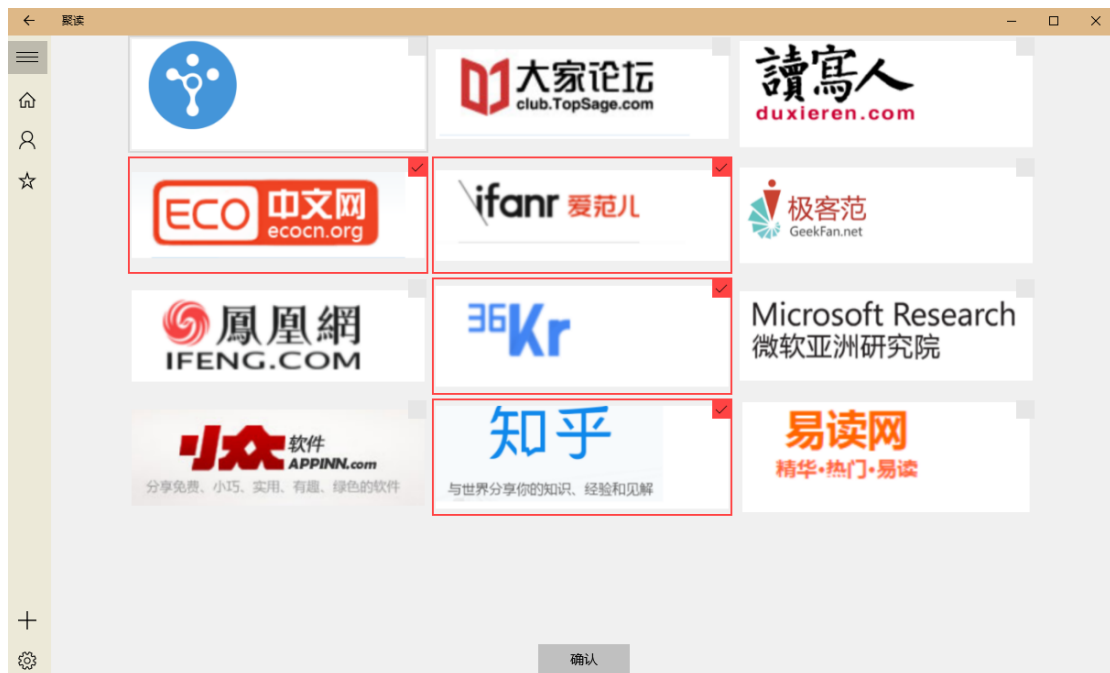 聚读
大家论坛
club.TopSage.com
讀寫人
duxieren.com
ECO 中文网
ecocn.org
ifanr 爱范儿
极客范
GeekFan.net
鳳凰網
IFENG.COM
36Kr
Microsoft Research
微软亚洲研究院
小众 软件
APPINN.com
分享免费、小巧、实用、有趣、绿色的软件
知乎
与世界分享你的知识、经验和见解
易读网
精华•热门•易读
确认